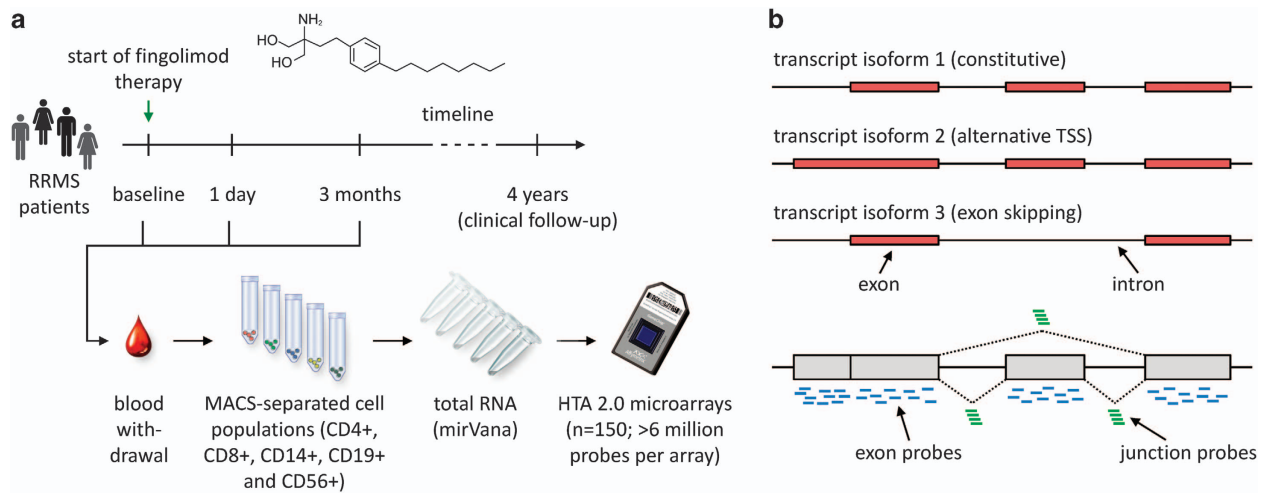 a
start of fingolimod
therapy
NH₂
HO
HO
timeline
RRMS
patients
baseline
1 day
3 months
4 years
(clinical follow-up)
blood
with-
drawal
MACS-separated cell
populations (CD4+,
CD8+, CD14+, CD19+
and CD56+)
total RNA
(mirVana)
HTA 2.0 microarrays
(n=150; >6 million
probes per array)
b
transcript isoform 1 (constitutive)
transcript isoform 2 (alternative TSS)
transcript isoform 3 (exon skipping)
exon
intron
exon probes
junction probes